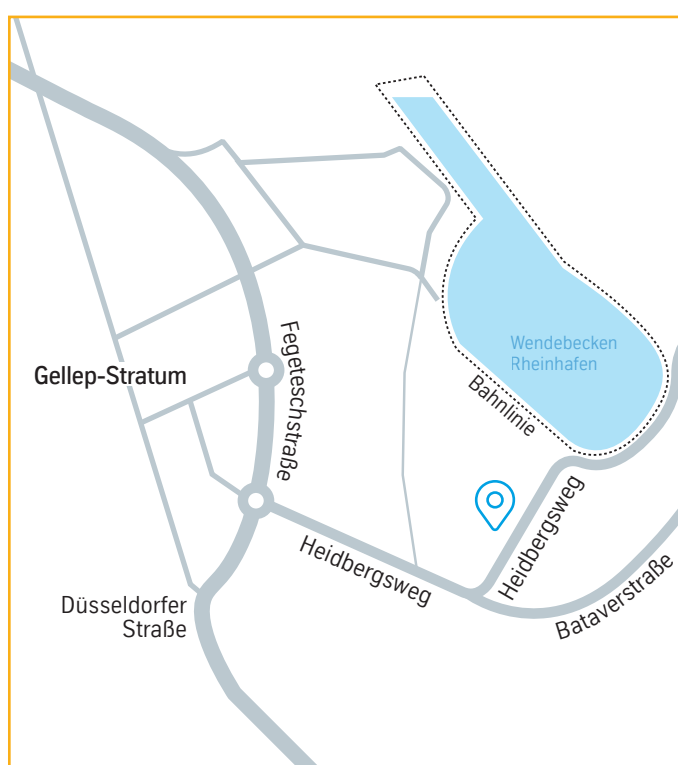 Wendebecken
Rheinhafen
Gellep-Stratum
Fegeteschstraße
Bahnlinie
Heidbergsweg
Heidbergsweg
Bataverstraße
Düsseldorfer
Straße